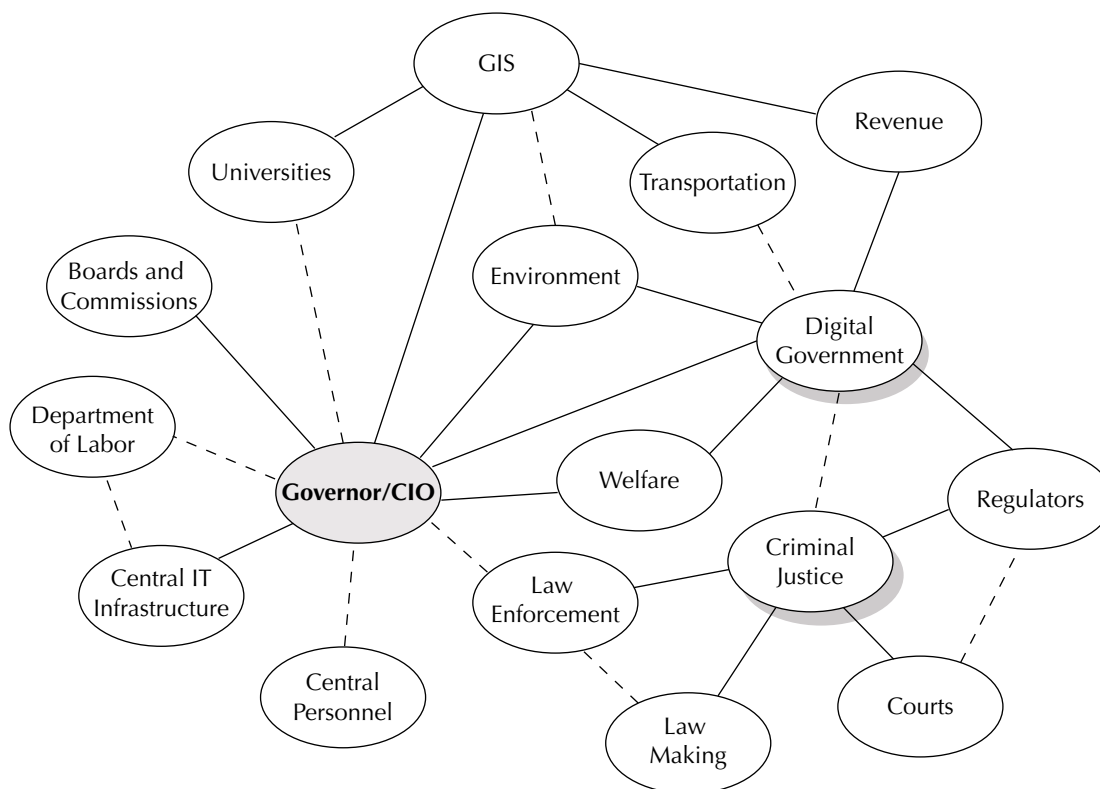 GIS
Revenue
Universities
Transportation
Boards and
Commissions
Environment
Digital
Government
Department
of Labor
Governor/CIO
Welfare
Regulators
Central IT
Infrastructure
Law
Enforcement
Criminal
Justice
Central
Personnel
Law
Making
Courts